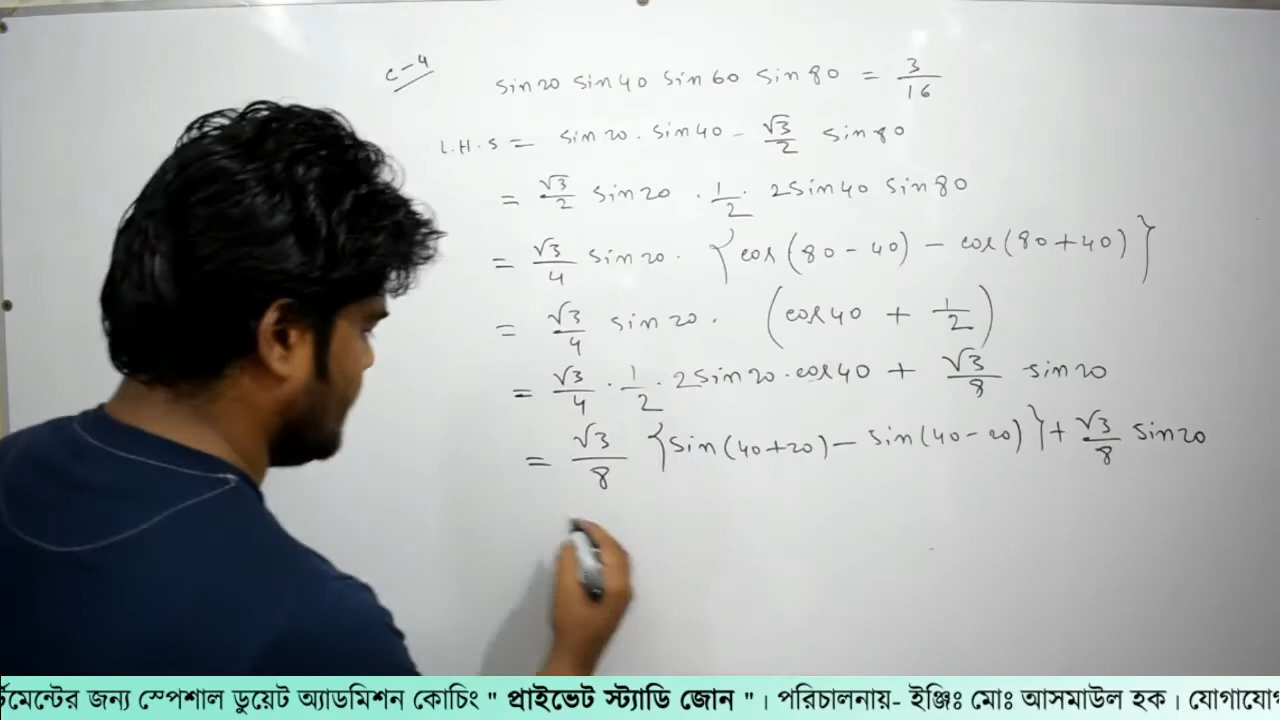 c-4
sin20 sin40 sin60 sin80 = 3/16
L.H.S = sin20. sin40 - √3/2 sin80
= √3/2 sin20 . 1/2 . 2sin40 sin80
= √3/4 sin20. {cos(80-40) - cos(80+40)}
= √3/4 sin20. (cos40 + 1/2)
= √3/4 . 1/2 . 2sin20.cos40 + √3/8 sin20
= √3/8 {sin(40+20) - sin(40-20)} + √3/8 sin20
র্টমেন্টের জন্য স্পেশাল ডুয়েট অ্যাডমিশন কোচিং " প্রাইভেট স্ট্যাডি জোন " । পরিচালনায়- ইঞ্জিঃ মোঃ আসমাউল হক । যোগাযোগ